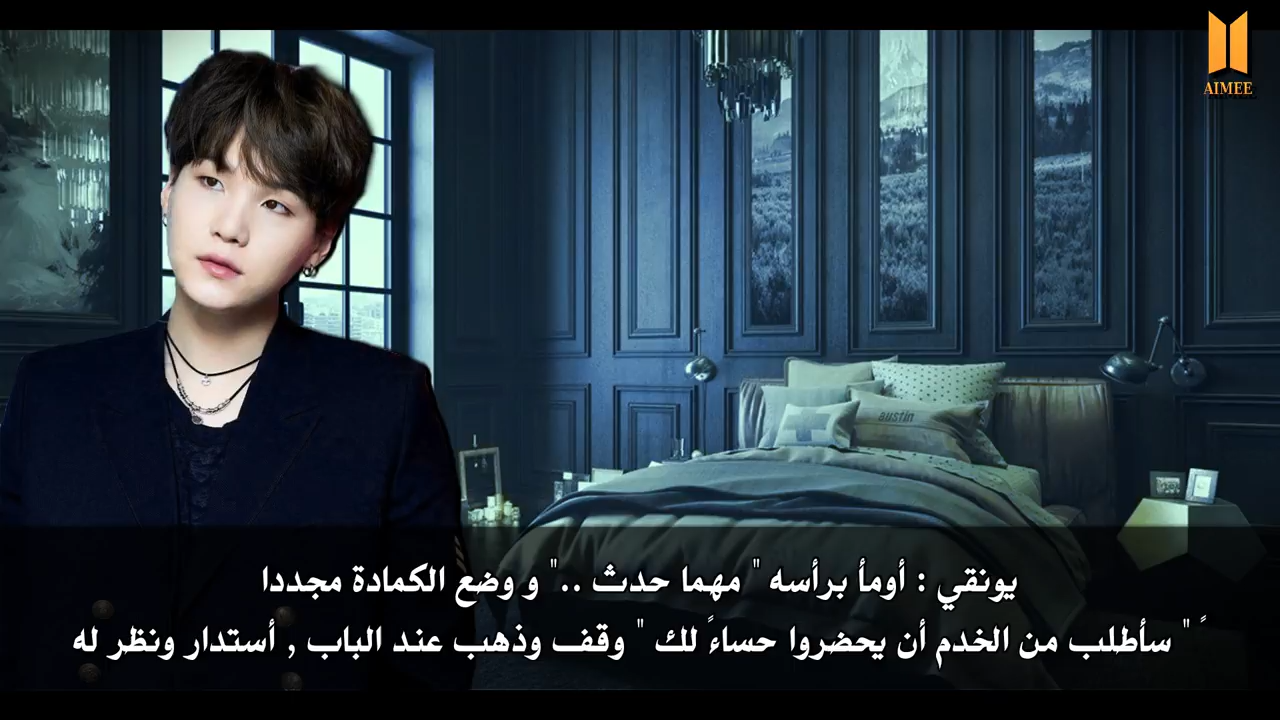 AIMEE
austin
يونقي : أومأ برأسه " مهما حدث .." و وضع الكمادة مجددا
ً " سأطلب من الخدم أن يحضروا حساءً لك " وقف وذهب عند الباب , أستدار ونظر له